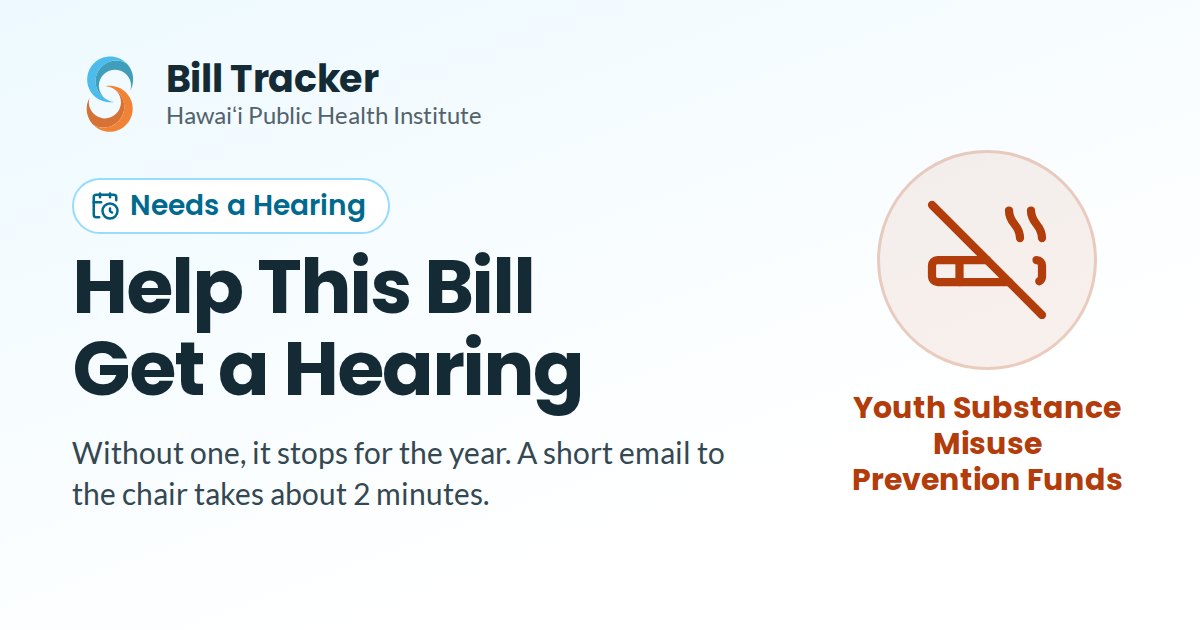 Bill Tracker
Hawaiʻi Public Health Institute
Needs a Hearing
Help This Bill
Get a Hearing
Without one, it stops for the year. A short email to
the chair takes about 2 minutes.
Youth Substance
Misuse
Prevention Funds